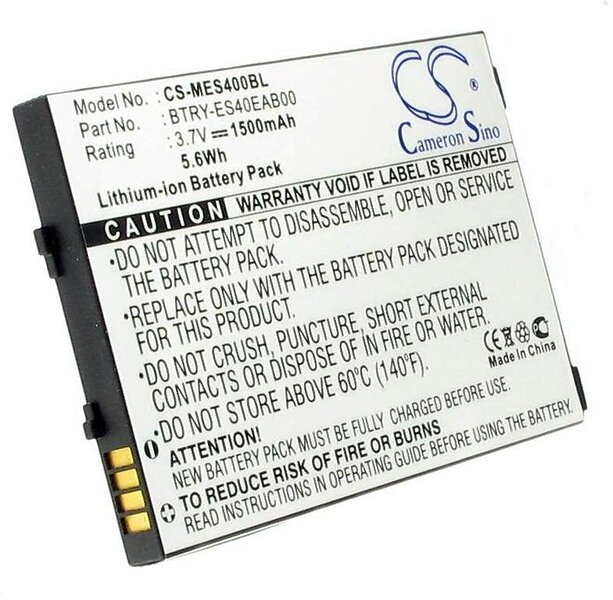 Model No. : CS-MES400BL
Part No. : BTRY-ES40EAB00
Rating : 3.7V 1500mAh
5.6Wh
Lithium-ion Battery Pack
CS
Cameron Sino
®
CAUTION WARRANTY VOID IF LABEL IS REMOVED
•DO NOT ATTEMPT TO DISASSEMBLE, OPEN OR SERVICE
THE BATTERY PACK.
•REPLACE ONLY WITH THE BATTERY PACK DESIGNATED
FOR THIS PRODUCT.
•DO NOT CRUSH, PUNCTURE, SHORT EXTERNAL
CONTACTS OR DISPOSE OF IN FIRE OR WATER.
•DO NOT STORE ABOVE 60°C (140°F)
CE
Made In China
ATTENTION!
NEW BATTERY PACK MUST BE FULLY CHARGED BEFORE USE.
TO REDUCE RISK OF FIRE OR BURNS
READ INSTRUCTIONS CAREFULLY BEFORE USING THE BATTERY.